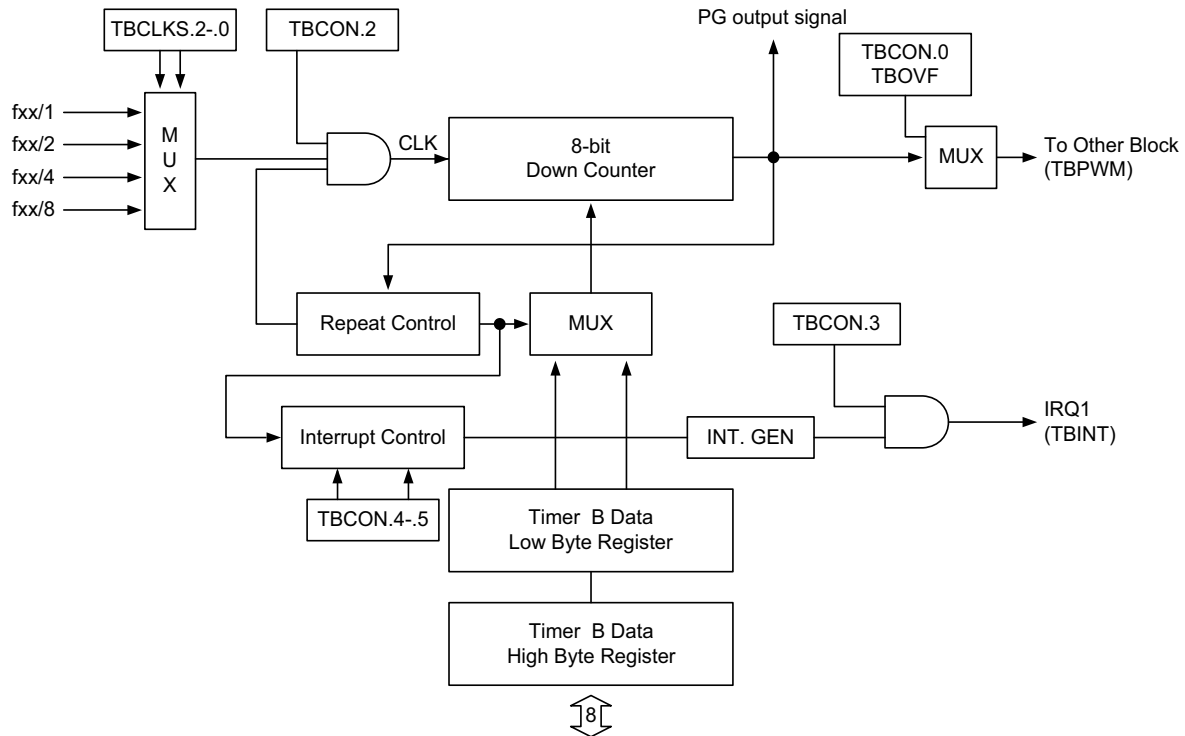 PG output signal
TBCLKS.2-.0
TBCON.2
TBCON.0
TBOVF
fxx/1
fxx/2
fxx/4
fxx/8
M
U
X
CLK
8-bit
Down Counter
MUX
To Other Block
(TBPWM)
Repeat Control
MUX
TBCON.3
Interrupt Control
INT. GEN
IRQ1
(TBINT)
TBCON.4-.5
Timer B Data
Low Byte Register
Timer B Data
High Byte Register
8